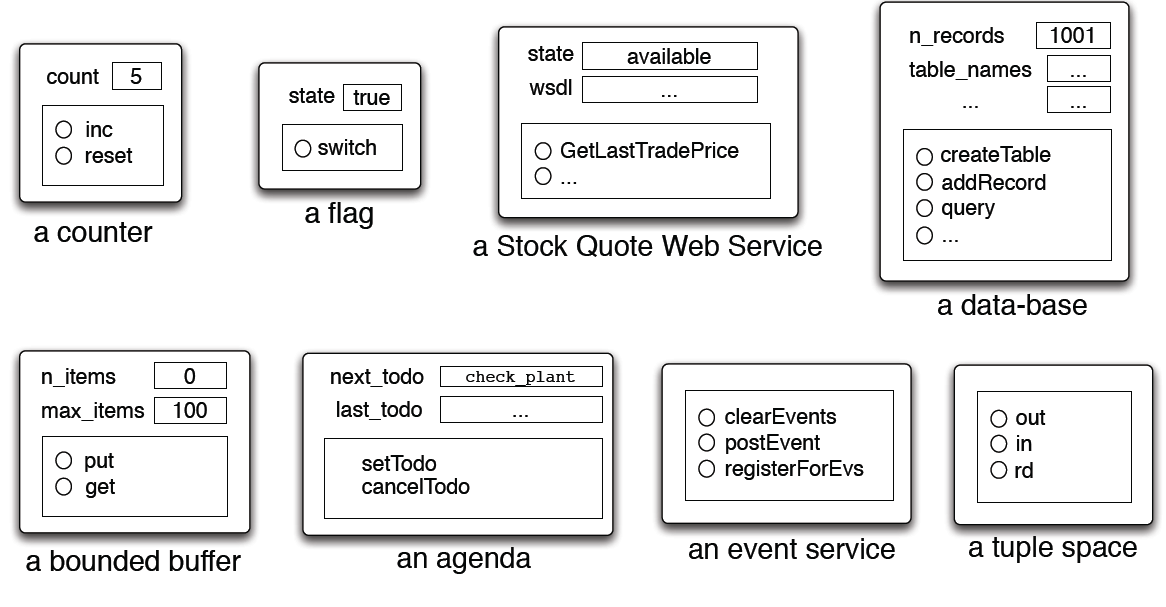 count 5
inc
reset
a counter
state true
switch
a flag
state available
wsdl ...
GetLastTradePrice
...
a Stock Quote Web Service
n_records 1001
table_names ...
... ...
createTable
addRecord
query
...
a data-base
n_items 0
max_items 100
put
get
a bounded buffer
next_todo check_plant
last_todo ...
setTodo
cancelTodo
an agenda
clearEvents
postEvent
registerForEvs
an event service
out
in
rd
a tuple space